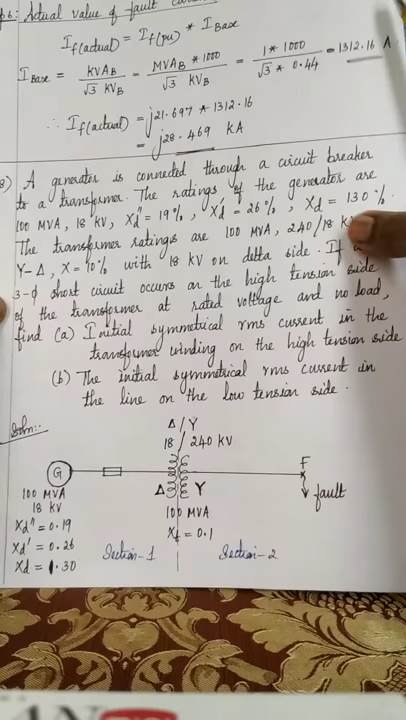 Actual value of fault
If(actual) = If(pu) * IBase
IBase = KVAB / √3 KVB = MVAB * 1000 / √3 KVB = 1 * 1000 / √3 * 0.44 = 1312.16 A
∴ If(actual) = j21.697 * 1312.16
= j28.469 KA
8) A generator is connected through a circuit breaker
to a transformer. The ratings of the generator are
100 MVA, 18 KV, Xd'' = 19%, Xd' = 26%, Xd = 130%.
The transformer ratings are 100 MVA, 240/18
Y-Δ, X = 10% with 18 KV on delta side. If a
3-ϕ short circuit occurs on the high tension side
of the transformer at rated voltage and no load,
find (a) Initial symmetrical rms current in the
transformer winding on the high tension side
(b) The initial symmetrical rms current in
the line on the low tension side.
Soln:-
Δ/Y
18/240 KV
G F
Δ Y
fault
100 MVA 100 MVA
18 KV Xt = 0.1
Xd'' = 0.19
Xd' = 0.26 Section-1 Section-2
Xd = 1.30